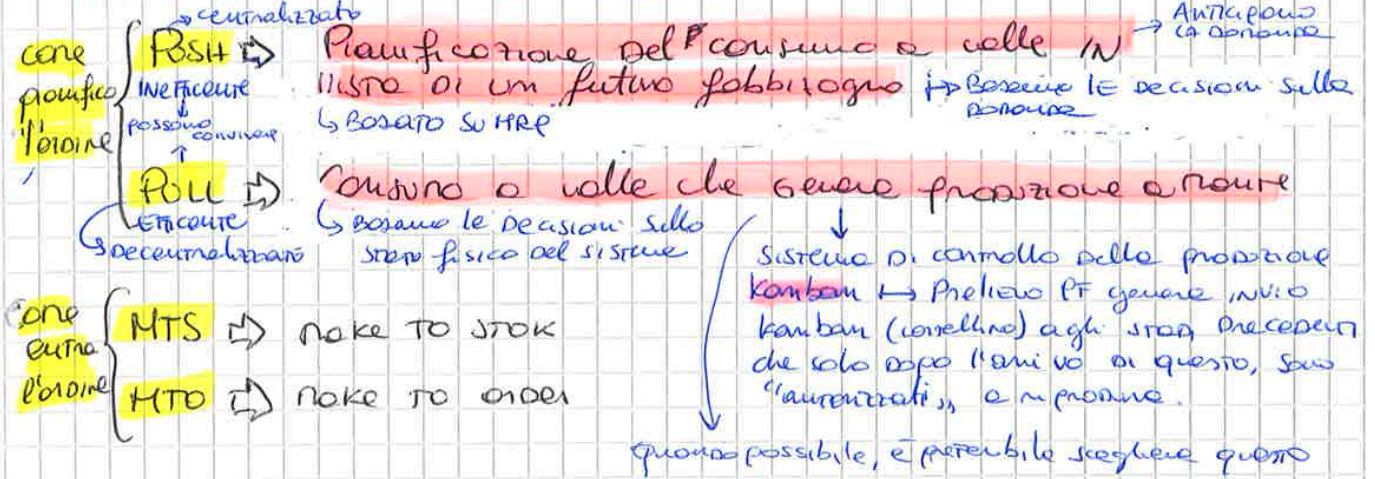 centralizzato
Anticipano
la domanda
come
pianifico
l'ordine
PUSH ⇨ Pianificazione del consumo a valle IN
INEFFICIENTE
VISTA DI un futuro fabbisogno ↦ Basiamo le decisioni sulla
domanda
↳ BASATO SU MRP
possono
convivere
PULL ⇨ Consumo a valle che genera produzione a monte
EFFICIENTE
↳ Basiamo le decisioni sullo
Decentralizzato
stato fisico del sistema
Sistema di controllo della produzione
kanban ↦ Prelievo PF genera invio
kanban (cartellino) agli stadi precedenti
che solo dopo l'arrivo di questo, sono
"autorizzati" a riprodurre.
quando possibile, è preferibile scegliere questo
come
entra
l'ordine
MTS ⇨ MAKE TO STOK
MTO ⇨ MAKE TO ORDER